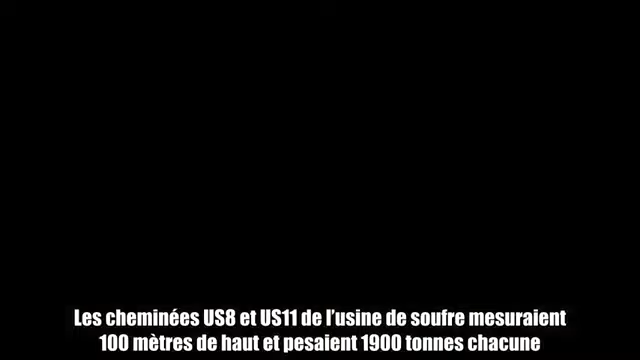 Les cheminées US8 et US11 de l’usine de soufre mesuraient
100 mètres de haut et pesaient 1900 tonnes chacune